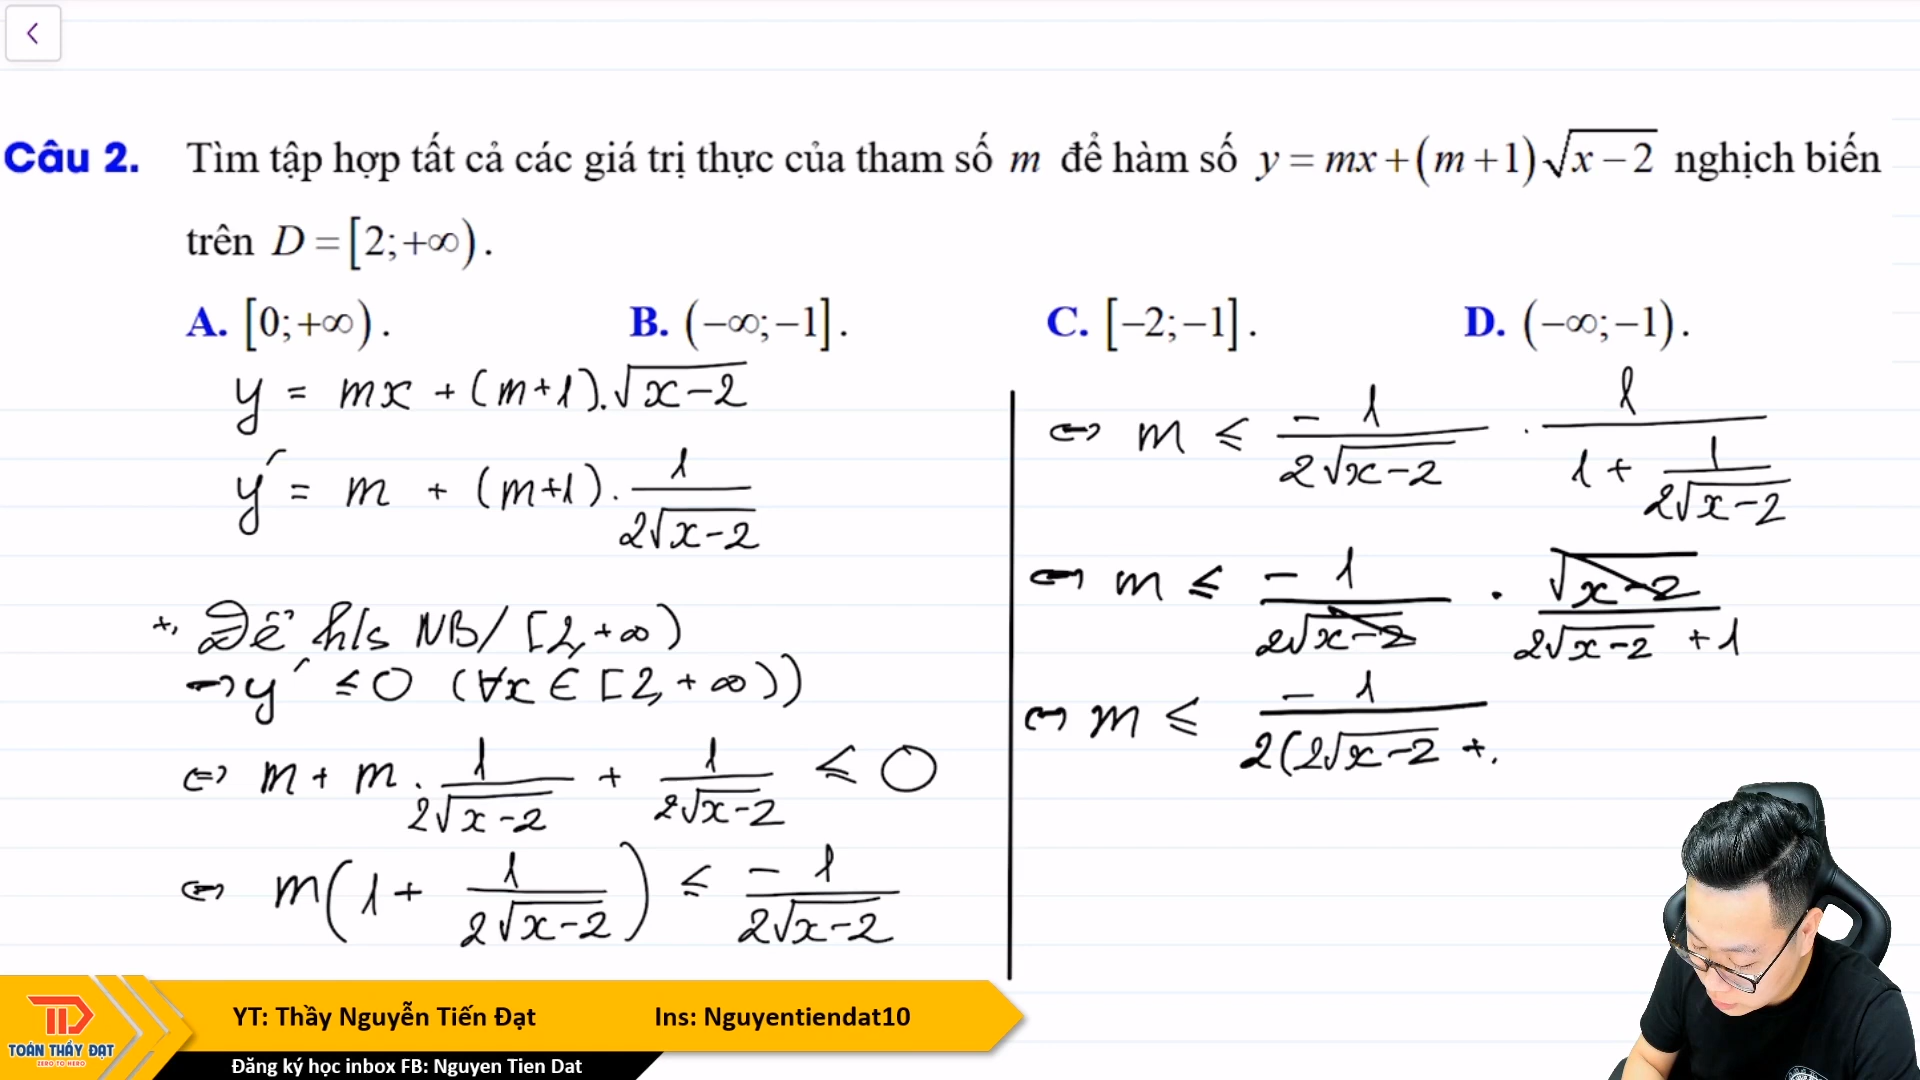 Câu 2. Tìm tập hợp tất cả các giá trị thực của tham số m để hàm số y = mx + (m + 1)√(x − 2) nghịch biến
trên D = [2; +∞).
A. [0; +∞). B. (−∞; −1]. C. [−2; −1]. D. (−∞; −1).
y = mx + (m+1).√(x−2)
y' = m + (m+1). 1/(2√(x−2))
+, Để h/s NB/ [2, +∞)
→ y' ≤ 0 (∀x ∈ [2, +∞))
⇔ m + m . 1/(2√(x−2)) + 1/(2√(x−2)) ≤ 0
⇔ m(1 + 1/(2√(x−2))) ≤ −1/(2√(x−2))
⇔ m ≤ −1/(2√(x−2)) . 1/(1 + 1/(2√(x−2)))
⇔ m ≤ −1/(2√(x−2)) . √(x−2)/(2√(x−2) + 1)
⇔ m ≤ −1/(2(2√(x−2) +.
TD
TOÁN THẦY ĐẠT
ZERO TO HERO
YT: Thầy Nguyễn Tiến Đạt Ins: Nguyentiendat10
Đăng ký học inbox FB: Nguyen Tien Dat